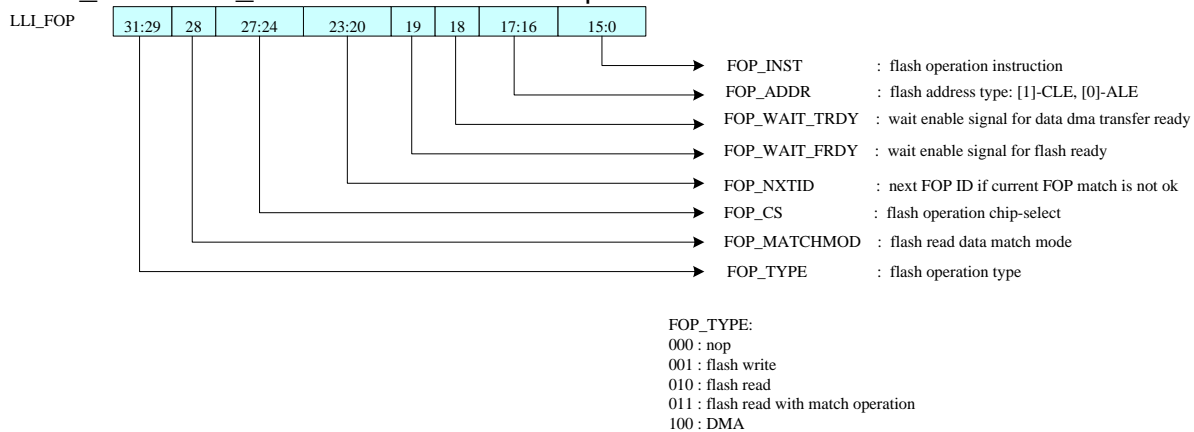 LLI_FOP 31:29 28 27:24 23:20 19 18 17:16 15:0
FOP_INST : flash operation instruction
FOP_ADDR : flash address type: [1]-CLE, [0]-ALE
FOP_WAIT_TRDY : wait enable signal for data dma transfer ready
FOP_WAIT_FRDY : wait enable signal for flash ready
FOP_NXTID : next FOP ID if current FOP match is not ok
FOP_CS : flash operation chip-select
FOP_MATCHMOD : flash read data match mode
FOP_TYPE : flash operation type
FOP_TYPE:
000 : nop
001 : flash write
010 : flash read
011 : flash read with match operation
100 : DMA